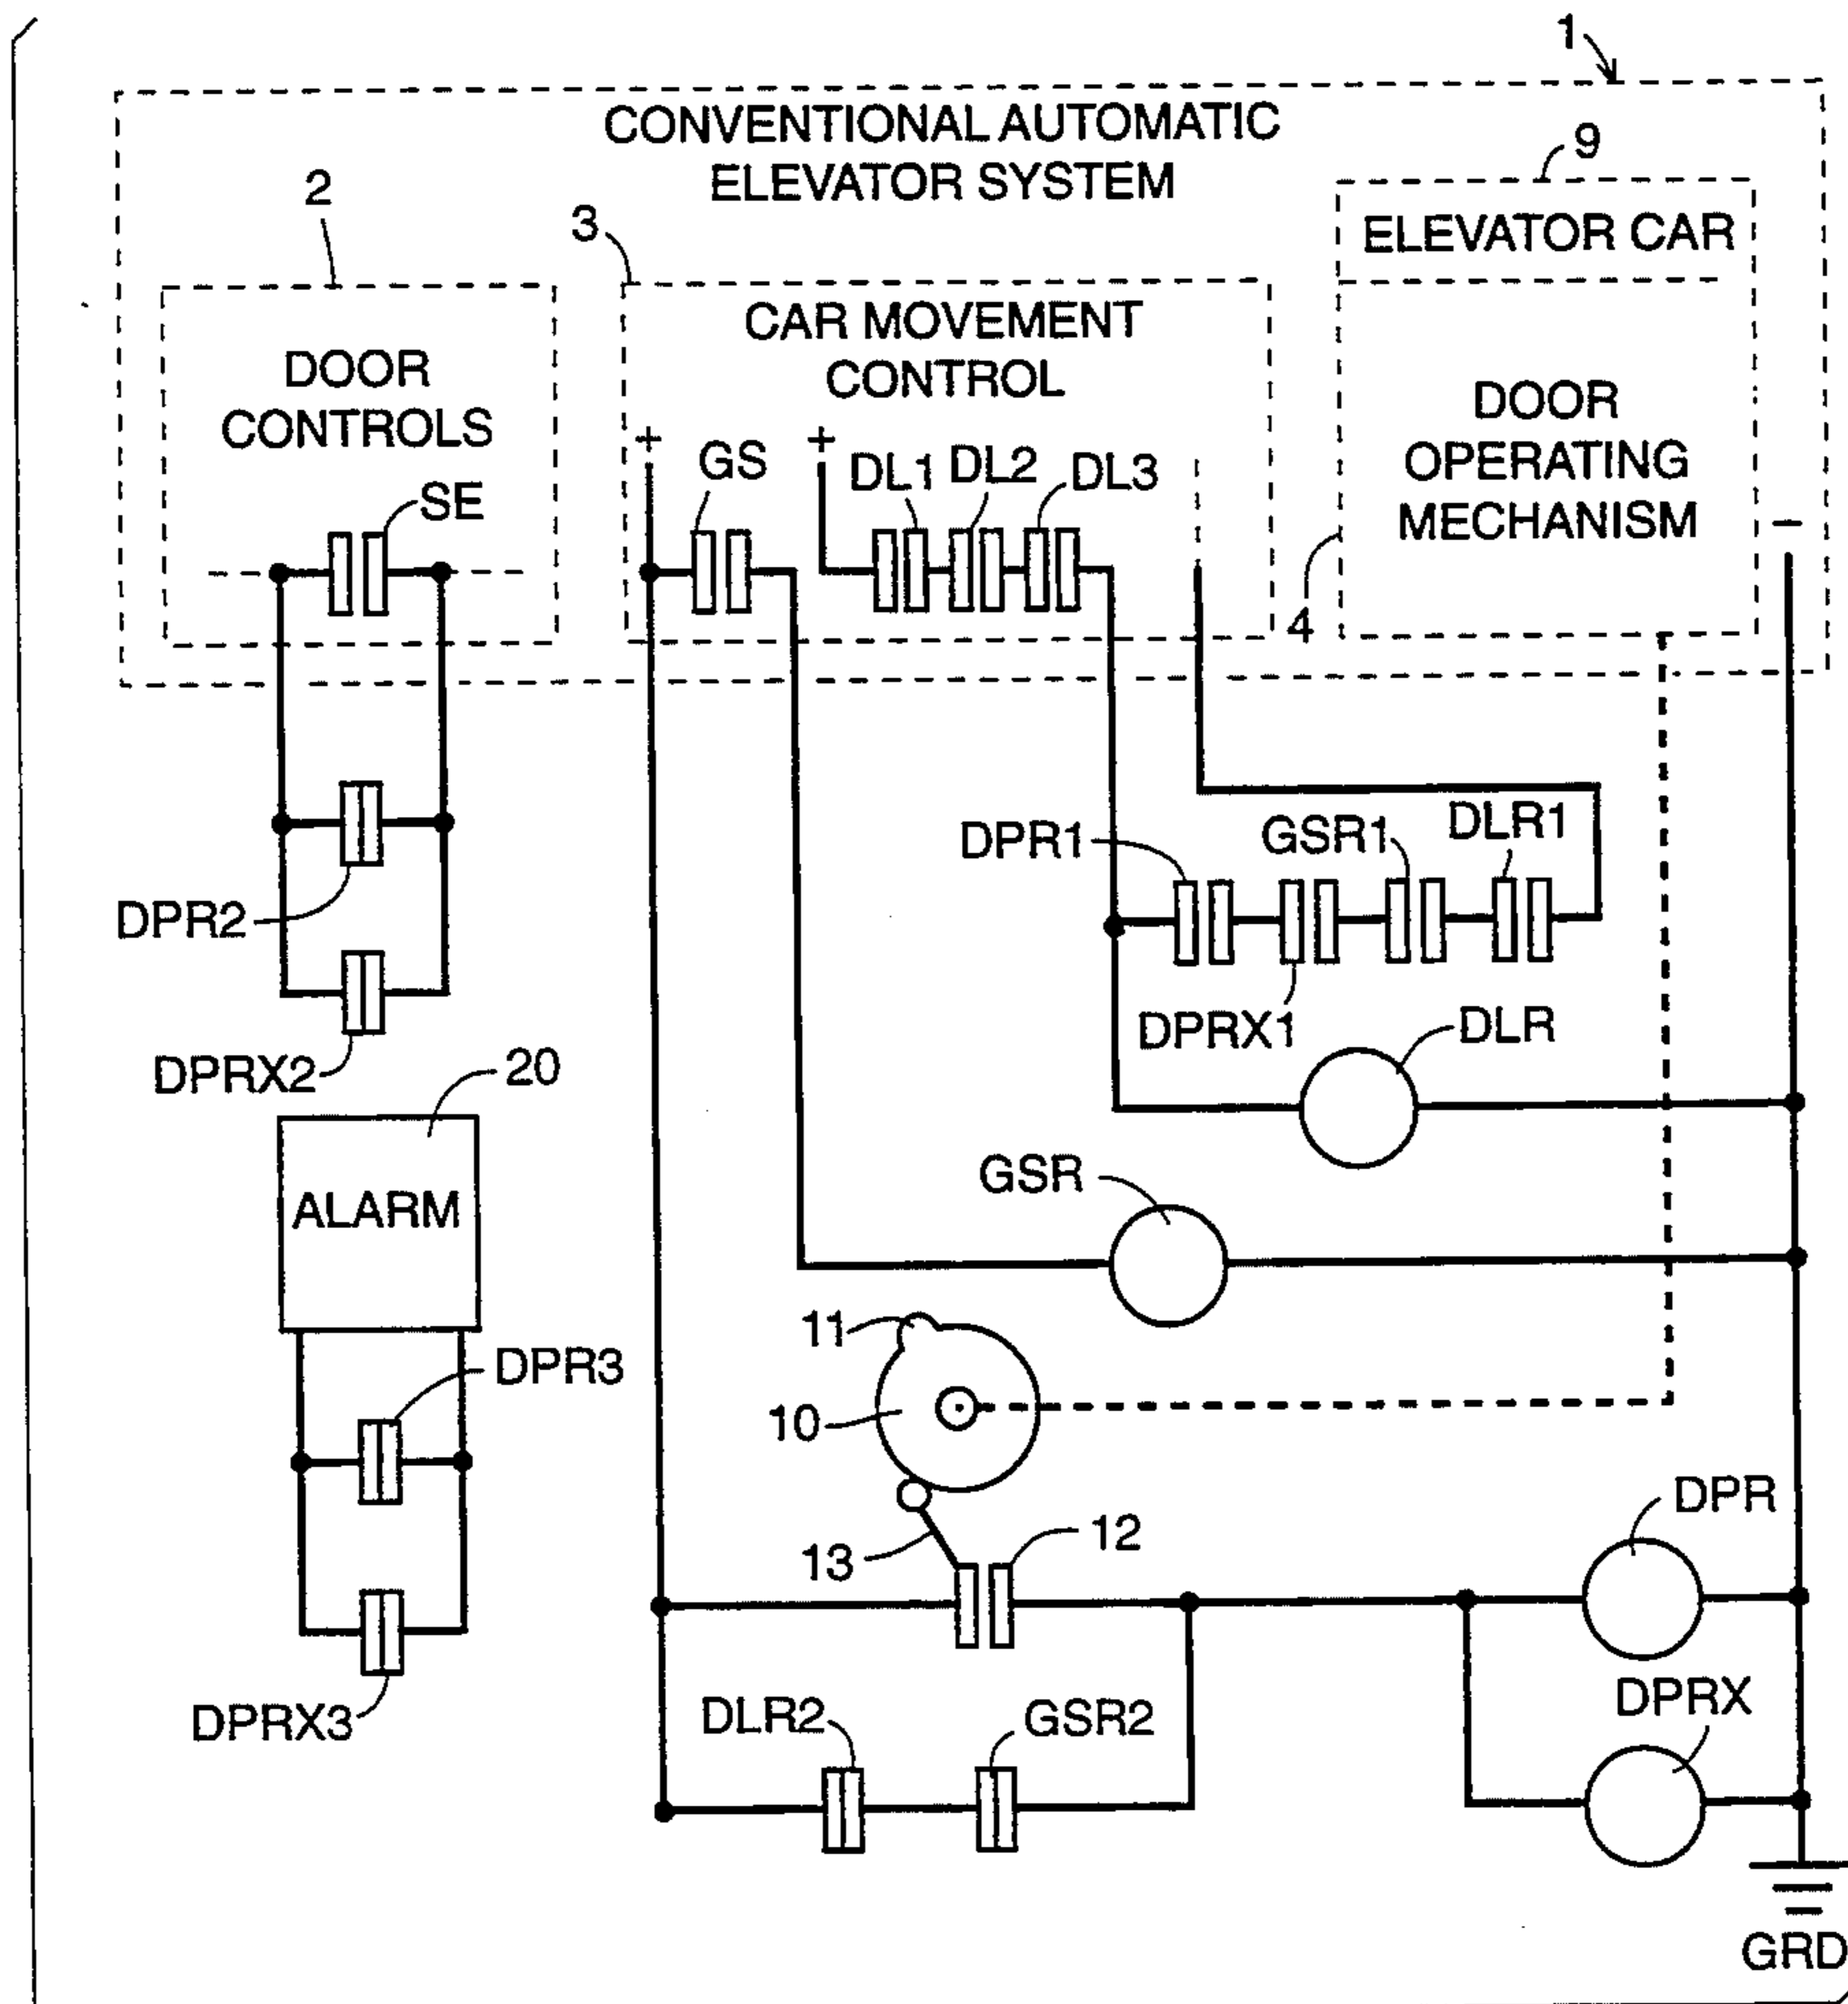 1
CONVENTIONAL AUTOMATIC
ELEVATOR SYSTEM
9
ELEVATOR CAR
2
3
DOOR
CONTROLS
SE
CAR MOVEMENT
CONTROL
+
GS
+
DL1
DL2
DL3
DOOR
OPERATING
MECHANISM
−
4
DPR2
DPRX2
DPR1
GSR1
DLR1
DPRX1
DLR
20
ALARM
GSR
11
10
DPR3
13
12
DPR
DPRX3
DLR2
GSR2
DPRX
GRD